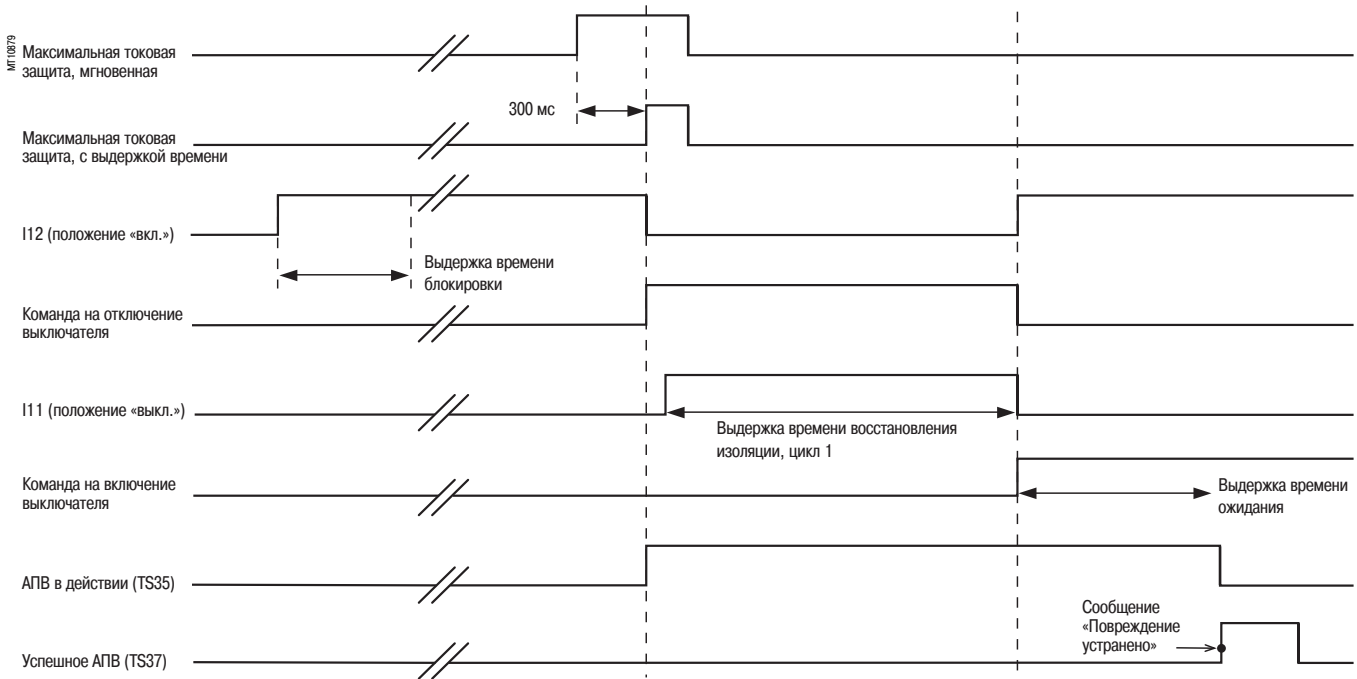 МТ10879
Максимальная токовая
защита, мгновенная
300 мс
Максимальная токовая
защита, с выдержкой времени
I12 (положение «вкл.»)
Выдержка времени
блокировки
Команда на отключение
выключателя
I11 (положение «выкл.»)
Выдержка времени восстановления
изоляции, цикл 1
Команда на включение
выключателя
Выдержка времени
ожидания
АПВ в действии (TS35)
Сообщение
«Повреждение
устранено»
Успешное АПВ (TS37)